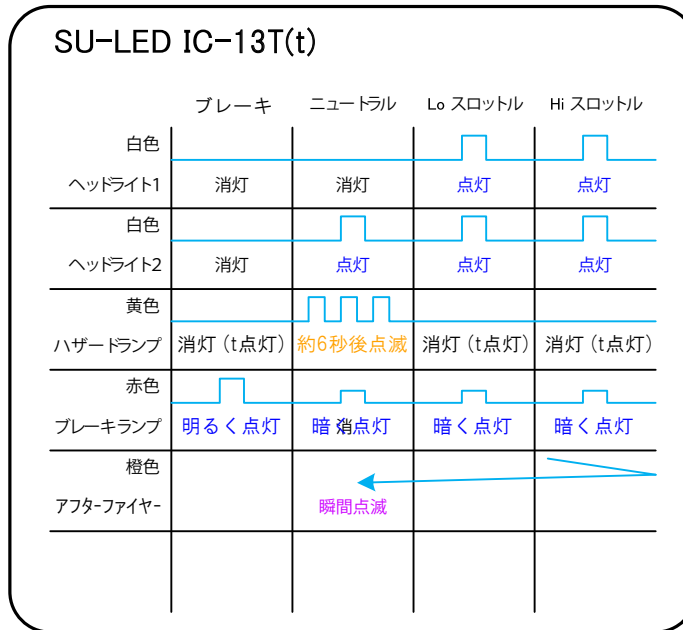 SU-LED IC-13T(t)
ブレーキ ニュートラル Lo スロットル Hi スロットル
白色
ヘッドライト1 消灯 消灯 点灯 点灯
白色
ヘッドライト2 消灯 点灯 点灯 点灯
黄色
ハザードランプ 消灯（t点灯） 約6秒後点滅 消灯（t点灯） 消灯（t点灯）
赤色
ブレーキランプ 明るく点灯 暗く点灯 暗く点灯 暗く点灯
橙色
アフターファイヤー 瞬間点滅